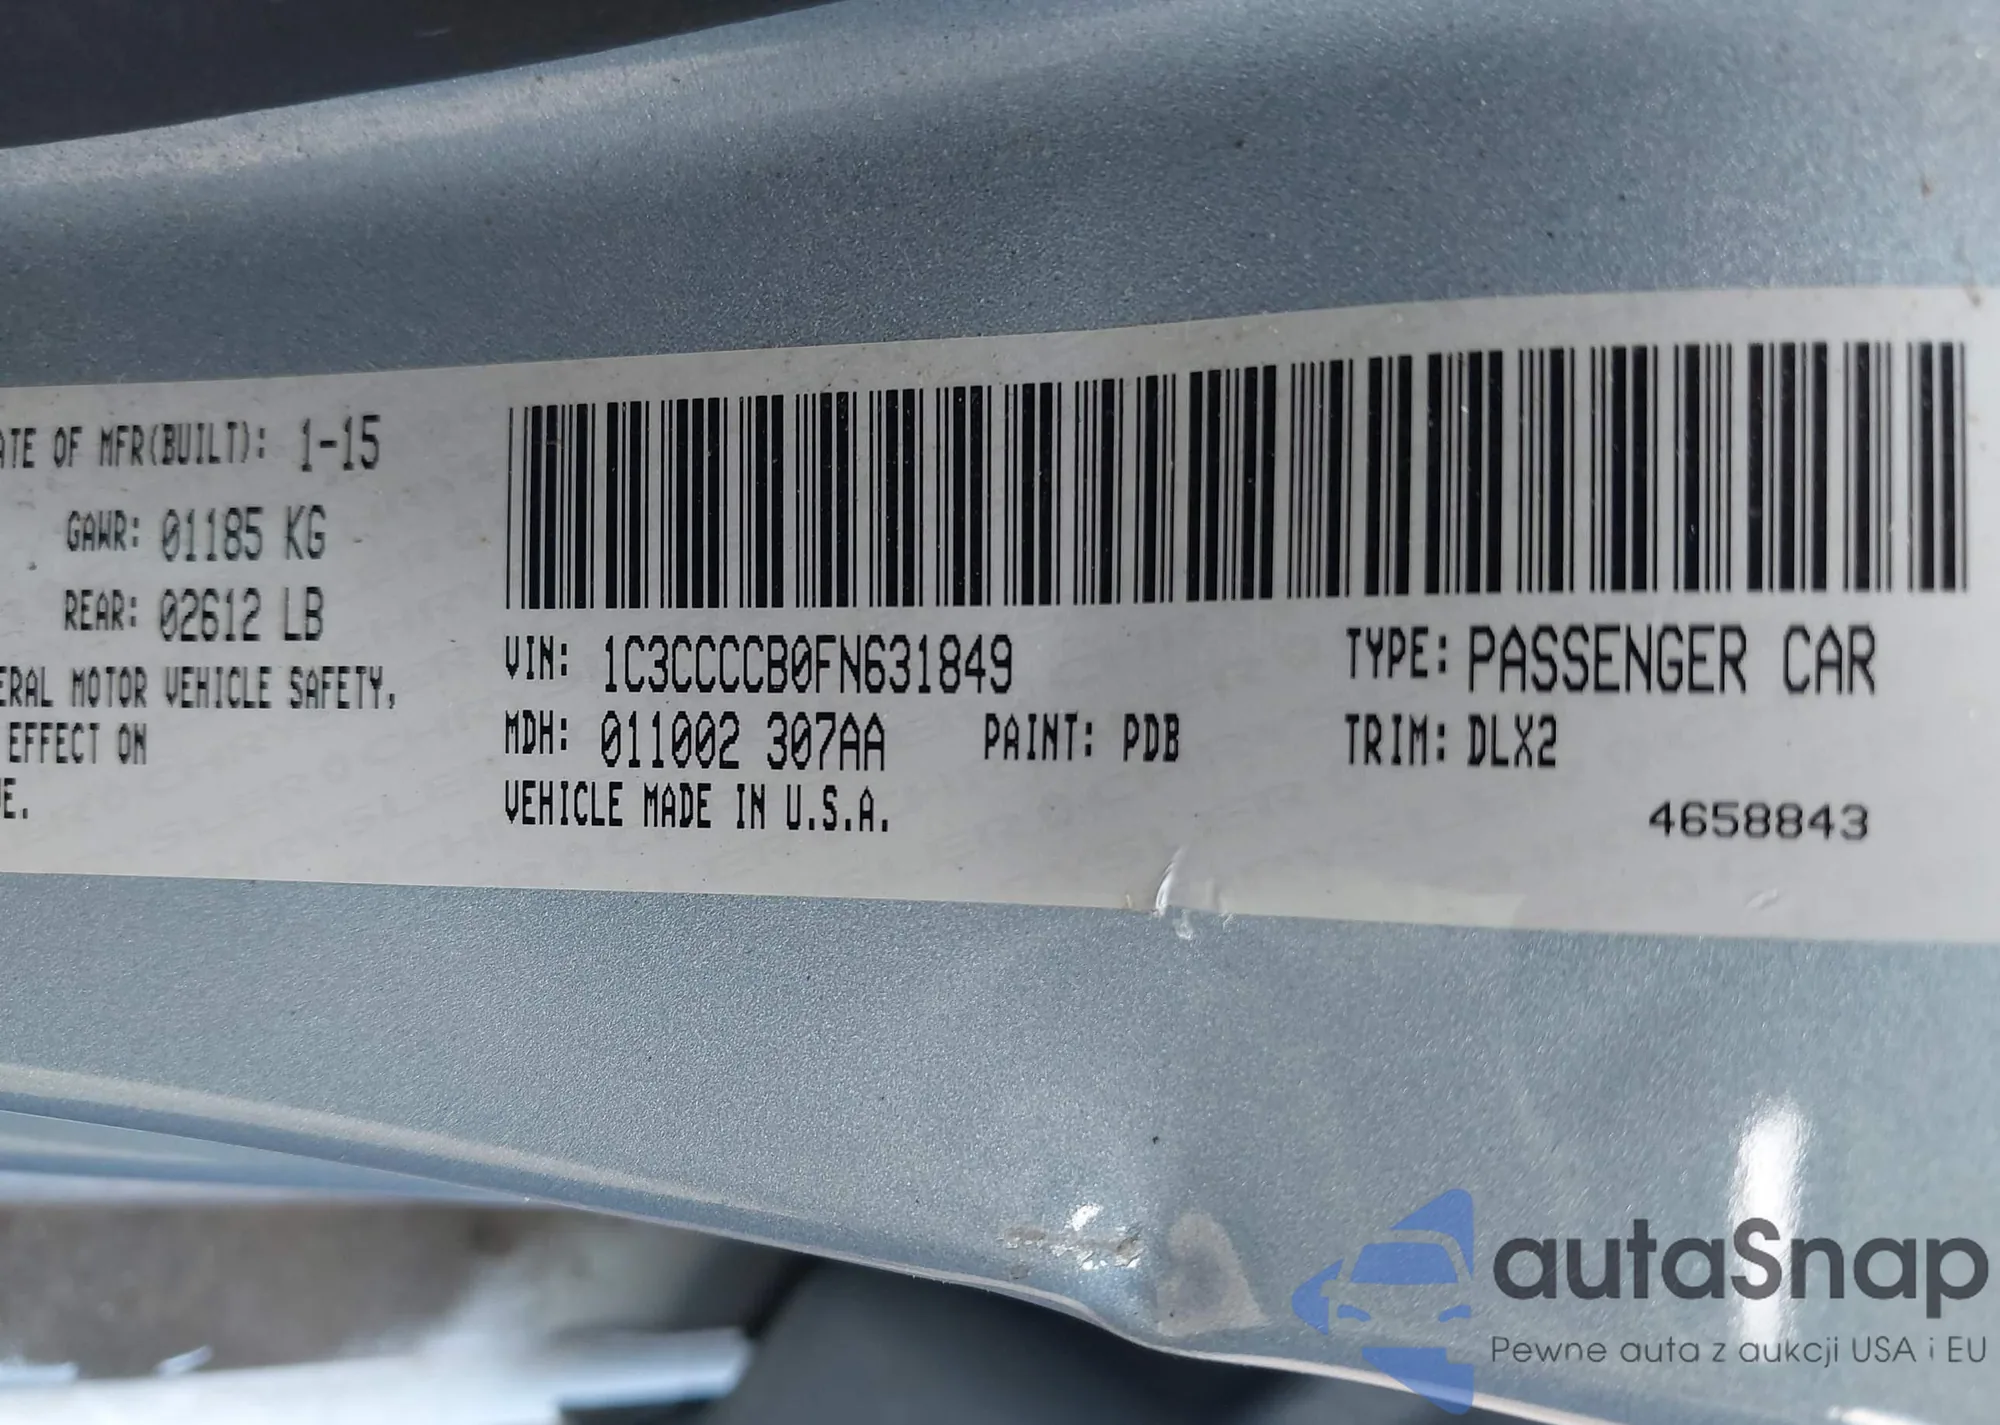 ATE OF MFR(BUILT): 1-15
GAWR: 01185 KG
REAR: 02612 LB
ERAL MOTOR VEHICLE SAFETY,
EFFECT ON
E.
VIN: 1C3CCCCB0FN631849
TYPE: PASSENGER CAR
MDH: 011002 307AA
PAINT: PDB
TRIM: DLX2
VEHICLE MADE IN U.S.A.
4658843
autaSnap
Pewne auta z aukcji USA i EU